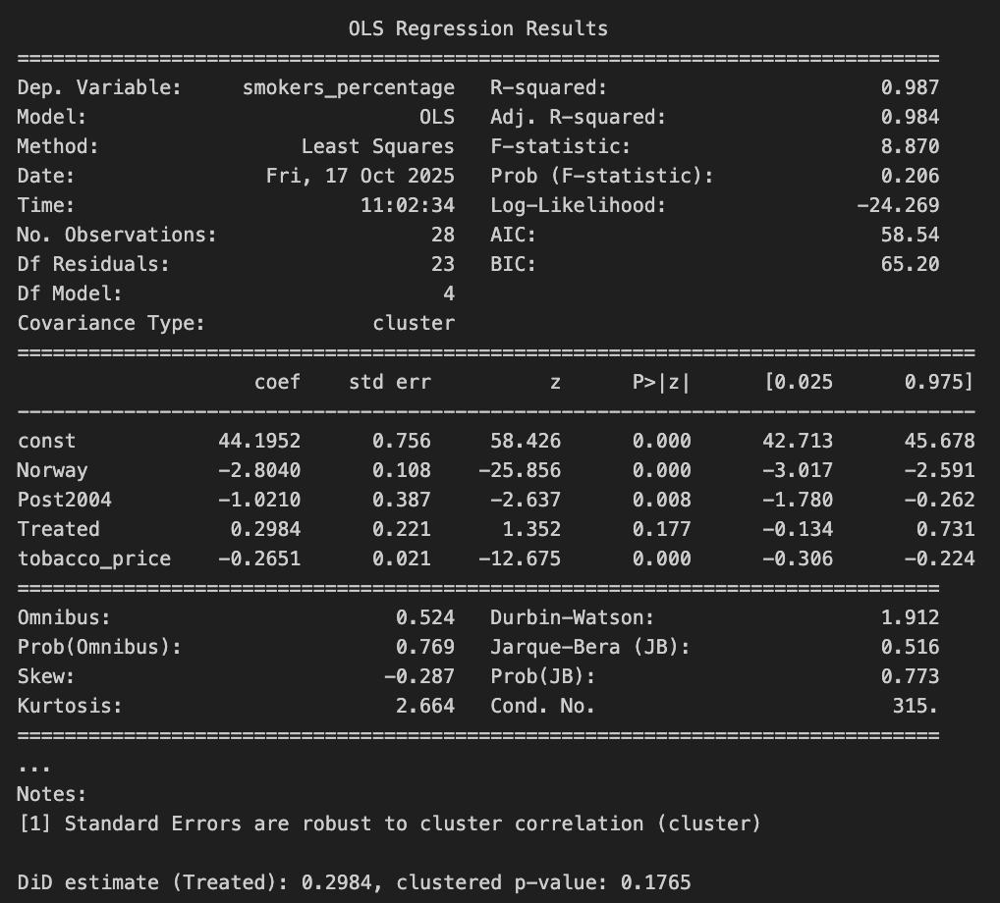 OLS Regression Results
==============================================================================
Dep. Variable: smokers_percentage R-squared: 0.987
Model: OLS Adj. R-squared: 0.984
Method: Least Squares F-statistic: 8.870
Date: Fri, 17 Oct 2025 Prob (F-statistic): 0.206
Time: 11:02:34 Log-Likelihood: -24.269
No. Observations: 28 AIC: 58.54
Df Residuals: 23 BIC: 65.20
Df Model: 4
Covariance Type: cluster
=================================================================================
coef std err z P>|z| [0.025 0.975]
---------------------------------------------------------------------------------
const 44.1952 0.756 58.426 0.000 42.713 45.678
Norway -2.8040 0.108 -25.856 0.000 -3.017 -2.591
Post2004 -1.0210 0.387 -2.637 0.008 -1.780 -0.262
Treated 0.2984 0.221 1.352 0.177 -0.134 0.731
tobacco_price -0.2651 0.021 -12.675 0.000 -0.306 -0.224
==============================================================================
Omnibus: 0.524 Durbin-Watson: 1.912
Prob(Omnibus): 0.769 Jarque-Bera (JB): 0.516
Skew: -0.287 Prob(JB): 0.773
Kurtosis: 2.664 Cond. No. 315.
==============================================================================
...
Notes:
[1] Standard Errors are robust to cluster correlation (cluster)
DiD estimate (Treated): 0.2984, clustered p-value: 0.1765